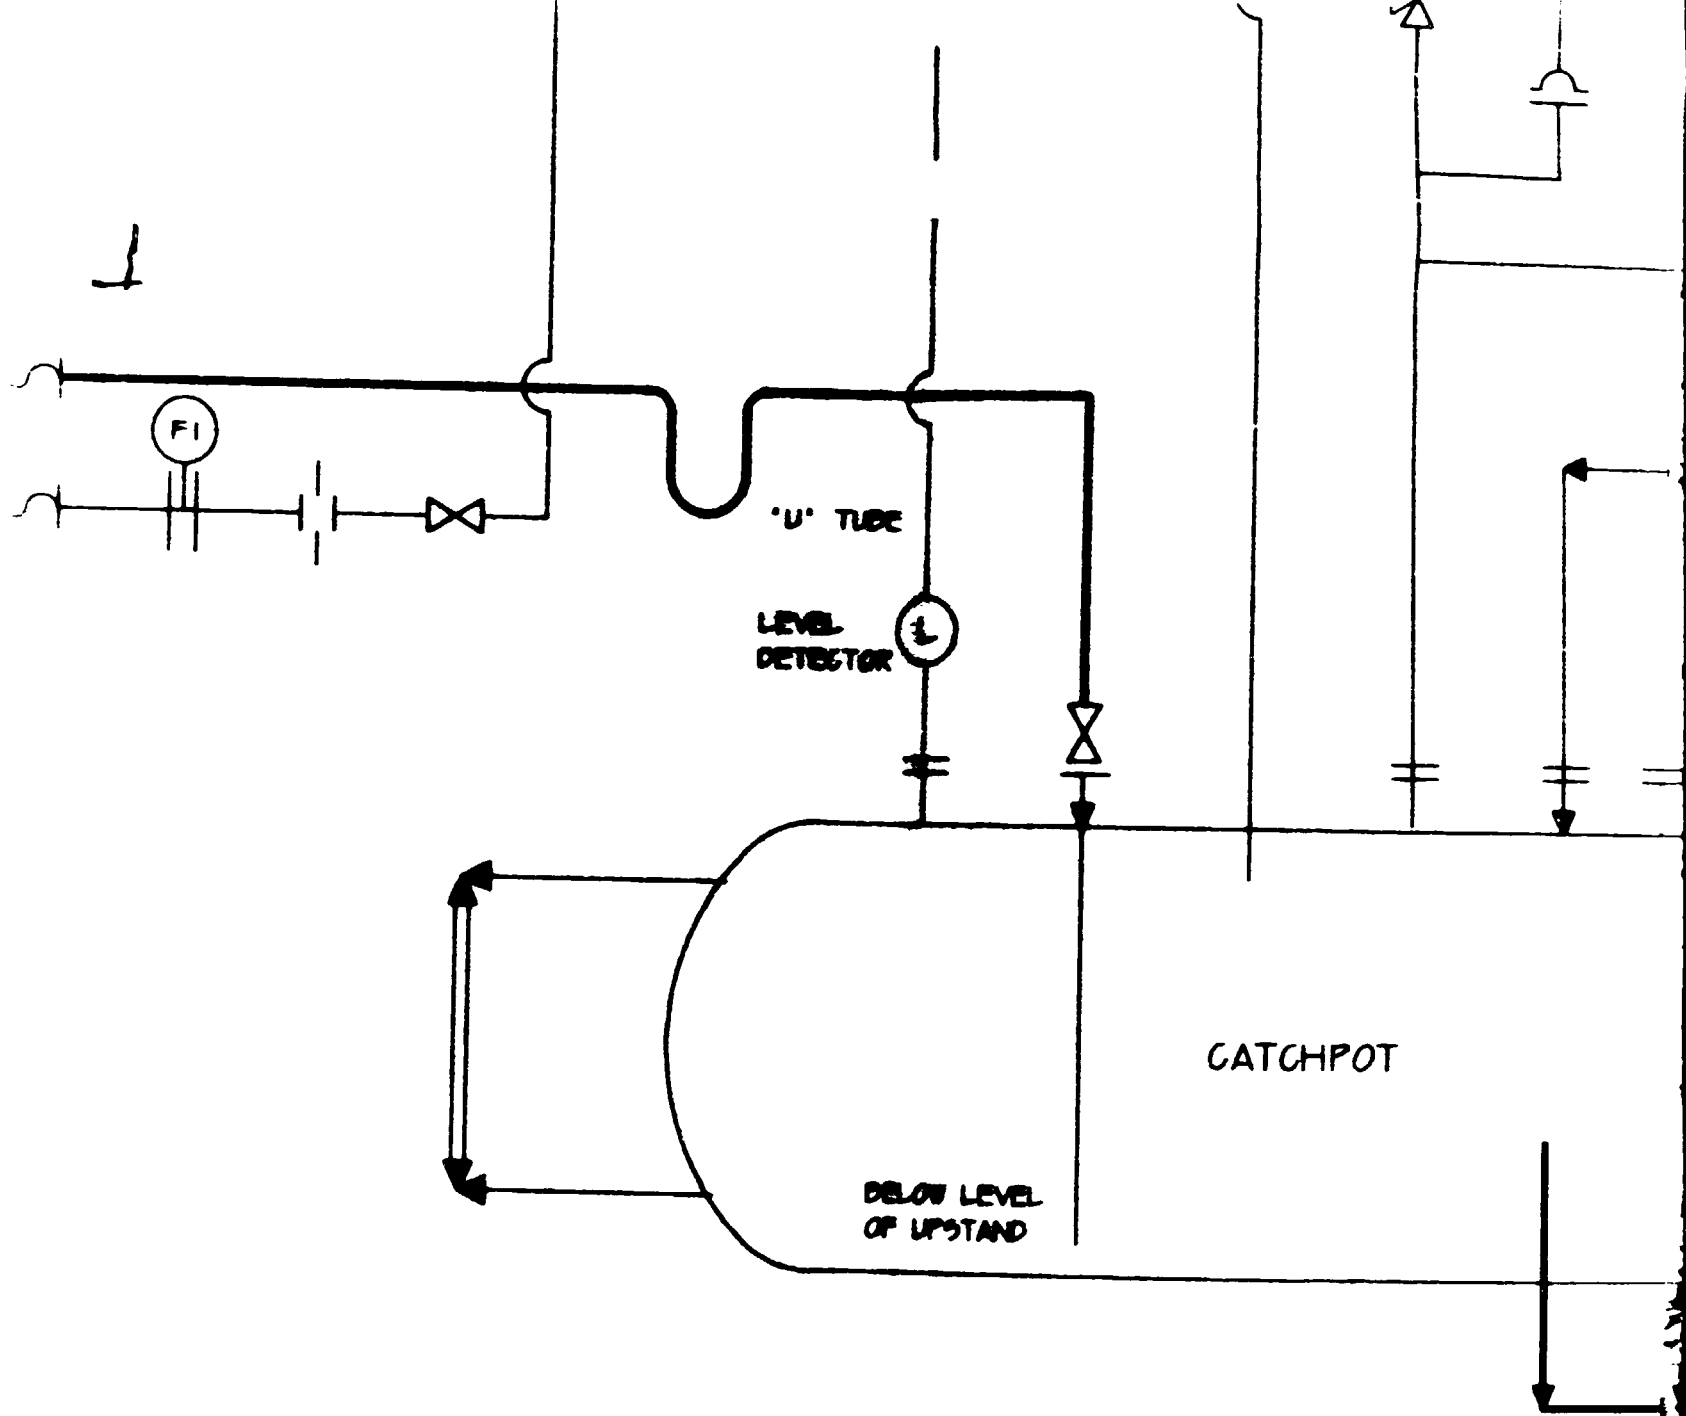 FI
"U" TUBE
LEVEL
DETECTOR
L
CATCHPOT
BELOW LEVEL
OF UPSTAND